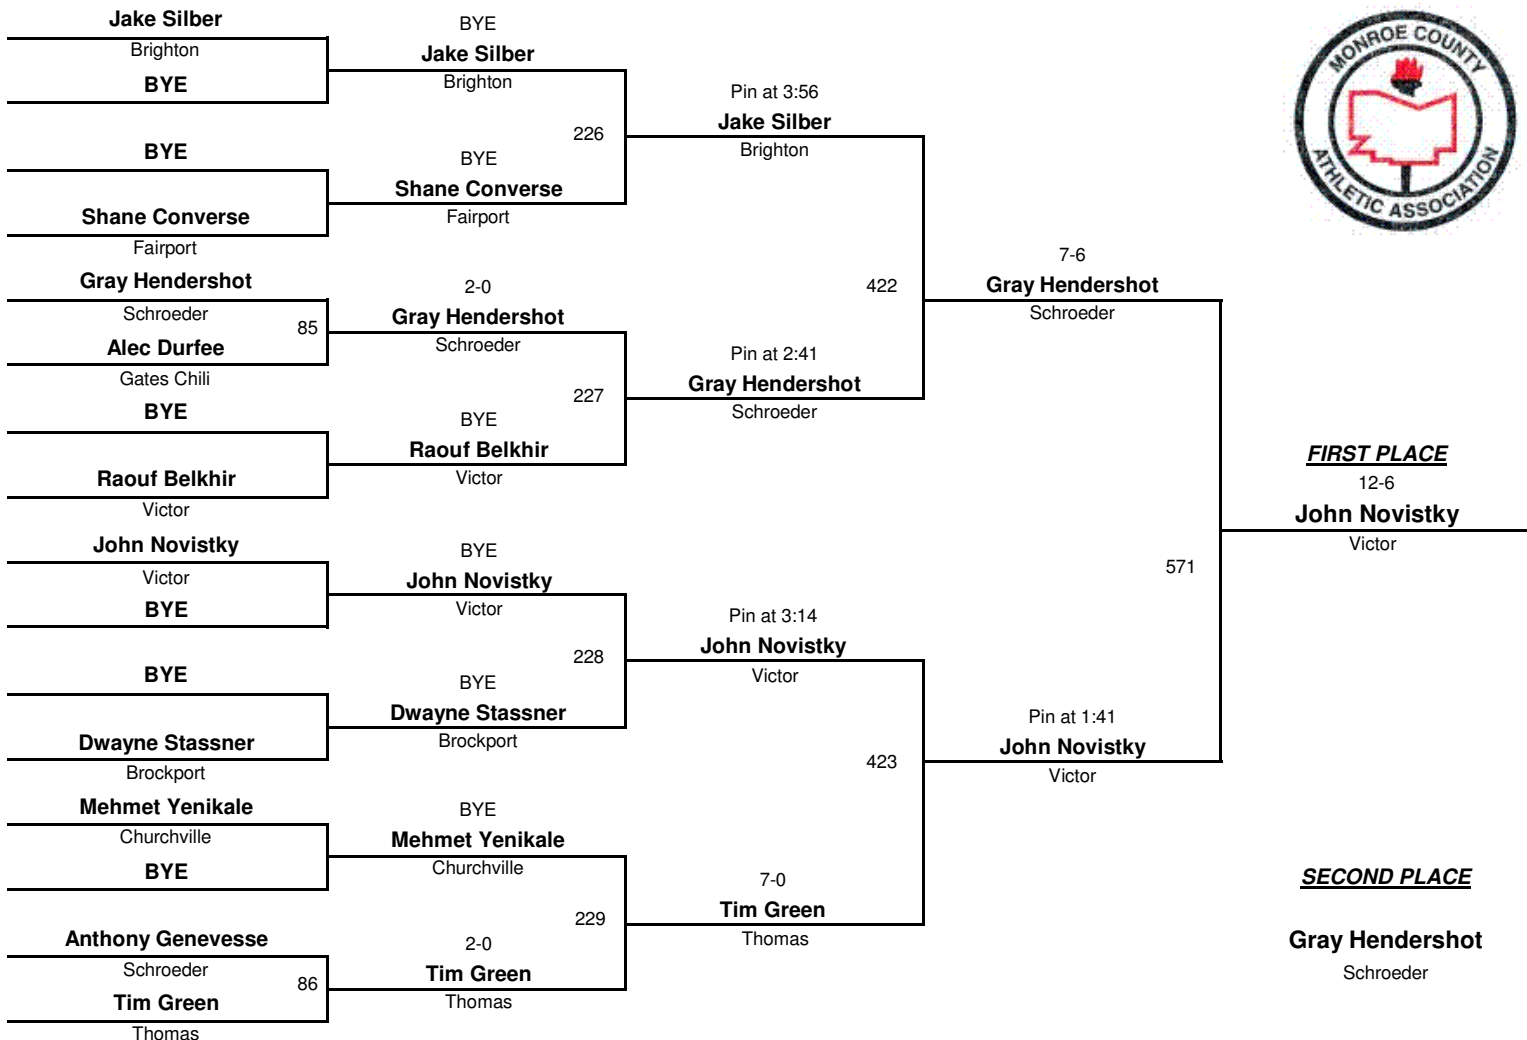 Jake Silber
Brighton
BYE
BYE
Shane Converse
Fairport
Gray Hendershot
Schroeder
85
Alec Durfee
Gates Chili
BYE
Raouf Belkhir
Victor
John Novistky
Victor
BYE
BYE
Dwayne Stassner
Brockport
Mehmet Yenikale
Churchville
BYE
Anthony Genevesse
Schroeder
86
Tim Green
Thomas
BYE
Jake Silber
Brighton
226
BYE
Shane Converse
Fairport
2-0
Gray Hendershot
Schroeder
227
BYE
Raouf Belkhir
Victor
BYE
John Novistky
Victor
228
BYE
Dwayne Stassner
Brockport
BYE
Mehmet Yenikale
Churchville
229
2-0
Tim Green
Thomas
Pin at 3:56
Jake Silber
Brighton
422
Pin at 2:41
Gray Hendershot
Schroeder
Pin at 3:14
John Novistky
Victor
423
7-0
Tim Green
Thomas
7-6
Gray Hendershot
Schroeder
571
Pin at 1:41
John Novistky
Victor
MONROE COUNTY
ATHLETIC ASSOCIATION
FIRST PLACE
12-6
John Novistky
Victor
SECOND PLACE
Gray Hendershot
Schroeder